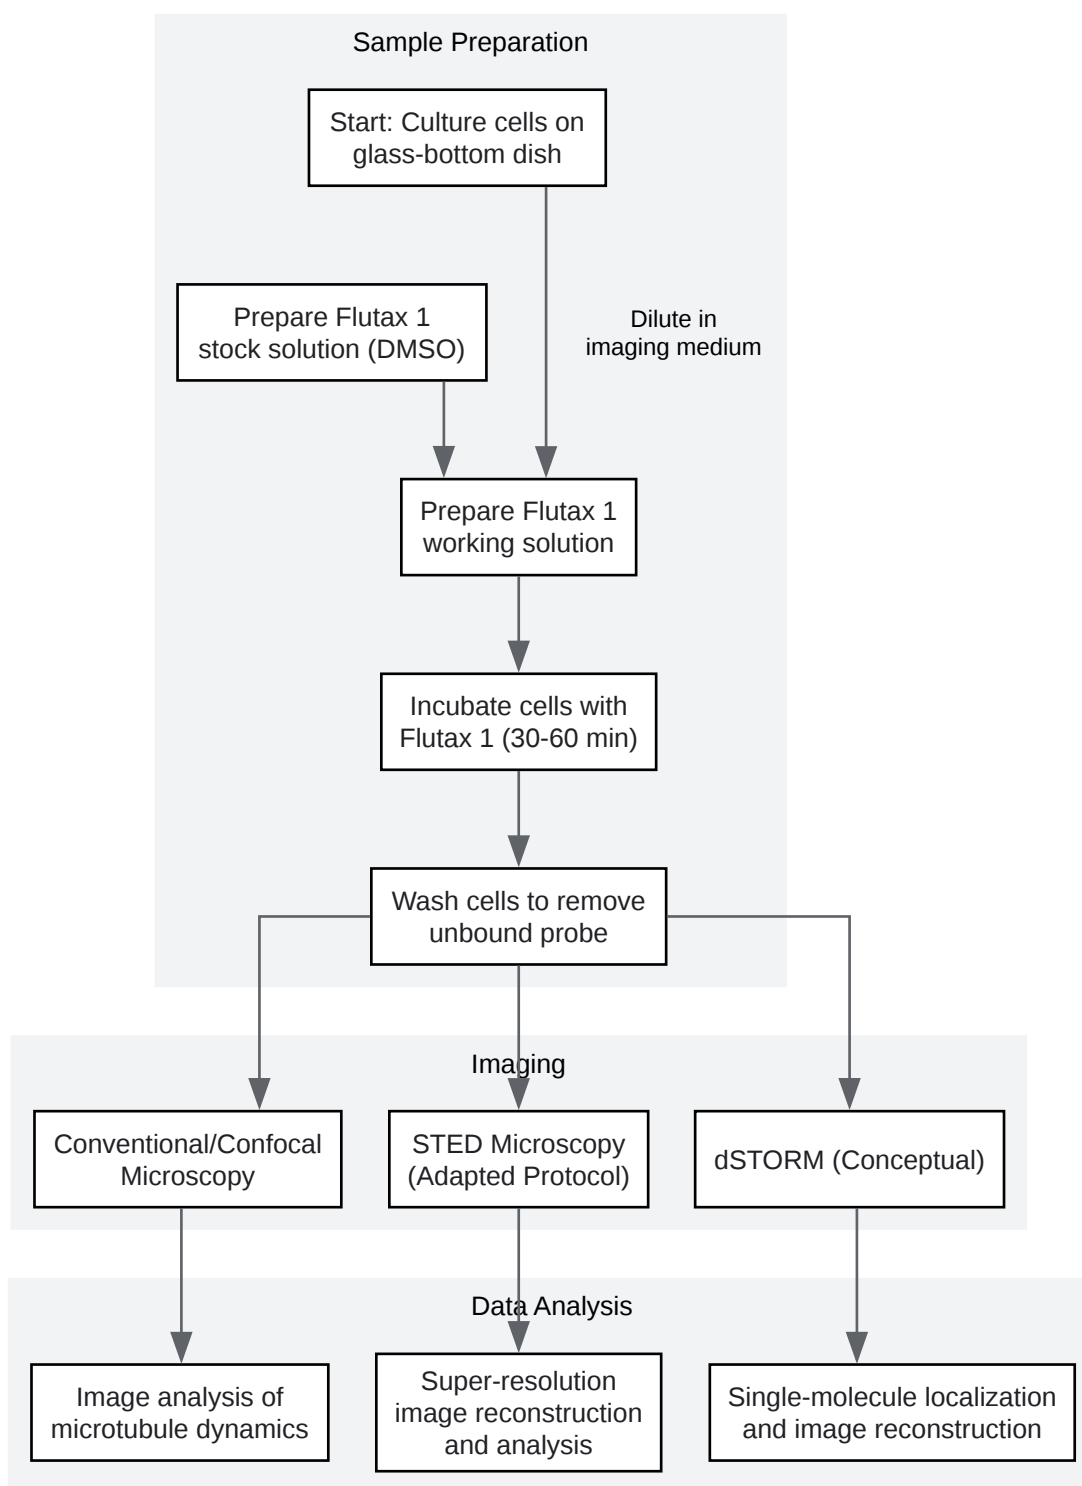 Sample Preparation
Start: Culture cells on
glass-bottom dish
Prepare Flutax 1
stock solution (DMSO)
Dilute in
imaging medium
Prepare Flutax 1
working solution
Incubate cells with
Flutax 1 (30-60 min)
Wash cells to remove
unbound probe
Imaging
Conventional/Confocal
Microscopy
STED Microscopy
(Adapted Protocol)
dSTORM (Conceptual)
Data Analysis
Image analysis of
microtubule dynamics
Super-resolution
image reconstruction
and analysis
Single-molecule localization
and image reconstruction